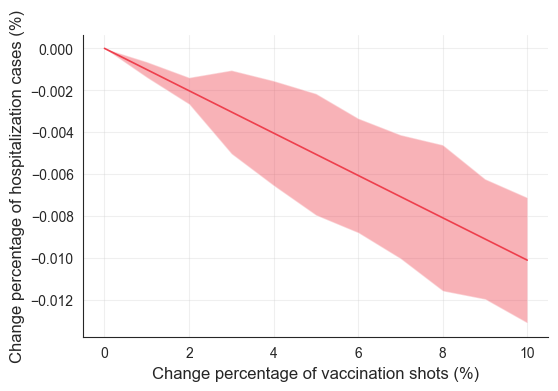 Change percentage of hospitalization cases (%)
0.000
−0.002
−0.004
−0.006
−0.008
−0.010
−0.012
0 2 4 6 8 10
Change percentage of vaccination shots (%)